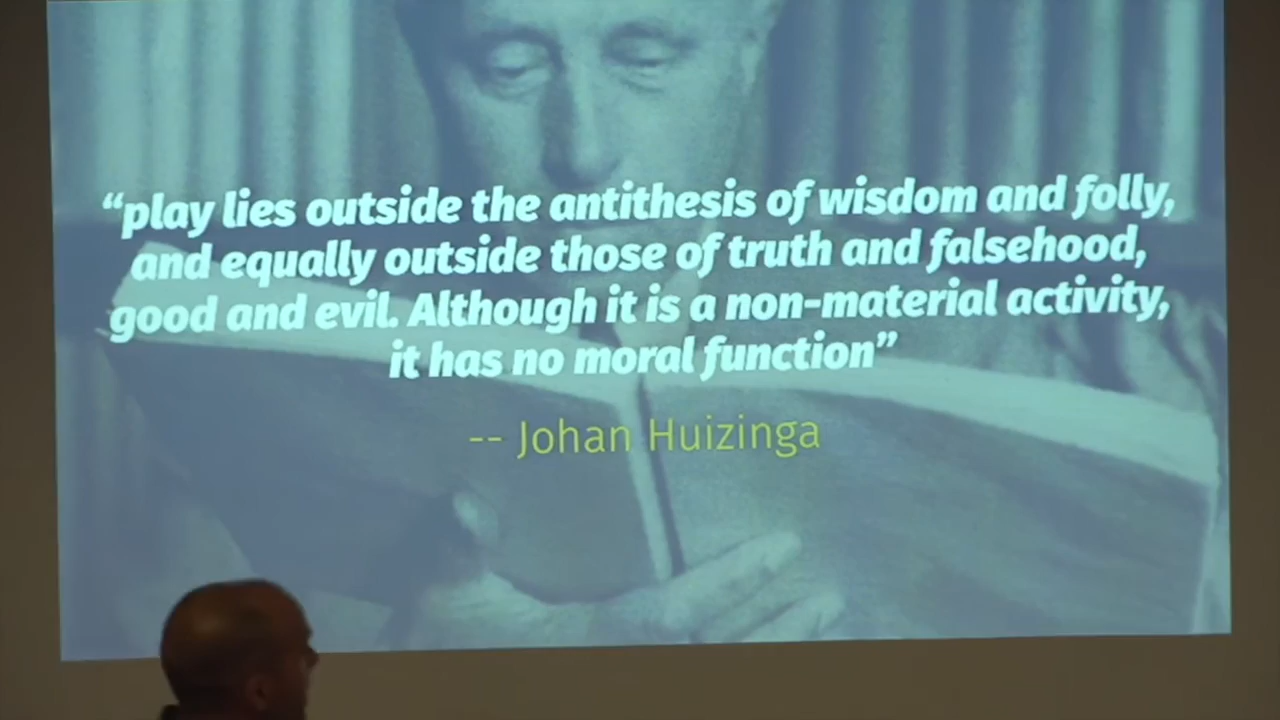 “play lies outside the antithesis of wisdom and folly,
and equally outside those of truth and falsehood,
good and evil. Although it is a non-material activity,
it has no moral function”
-- Johan Huizinga